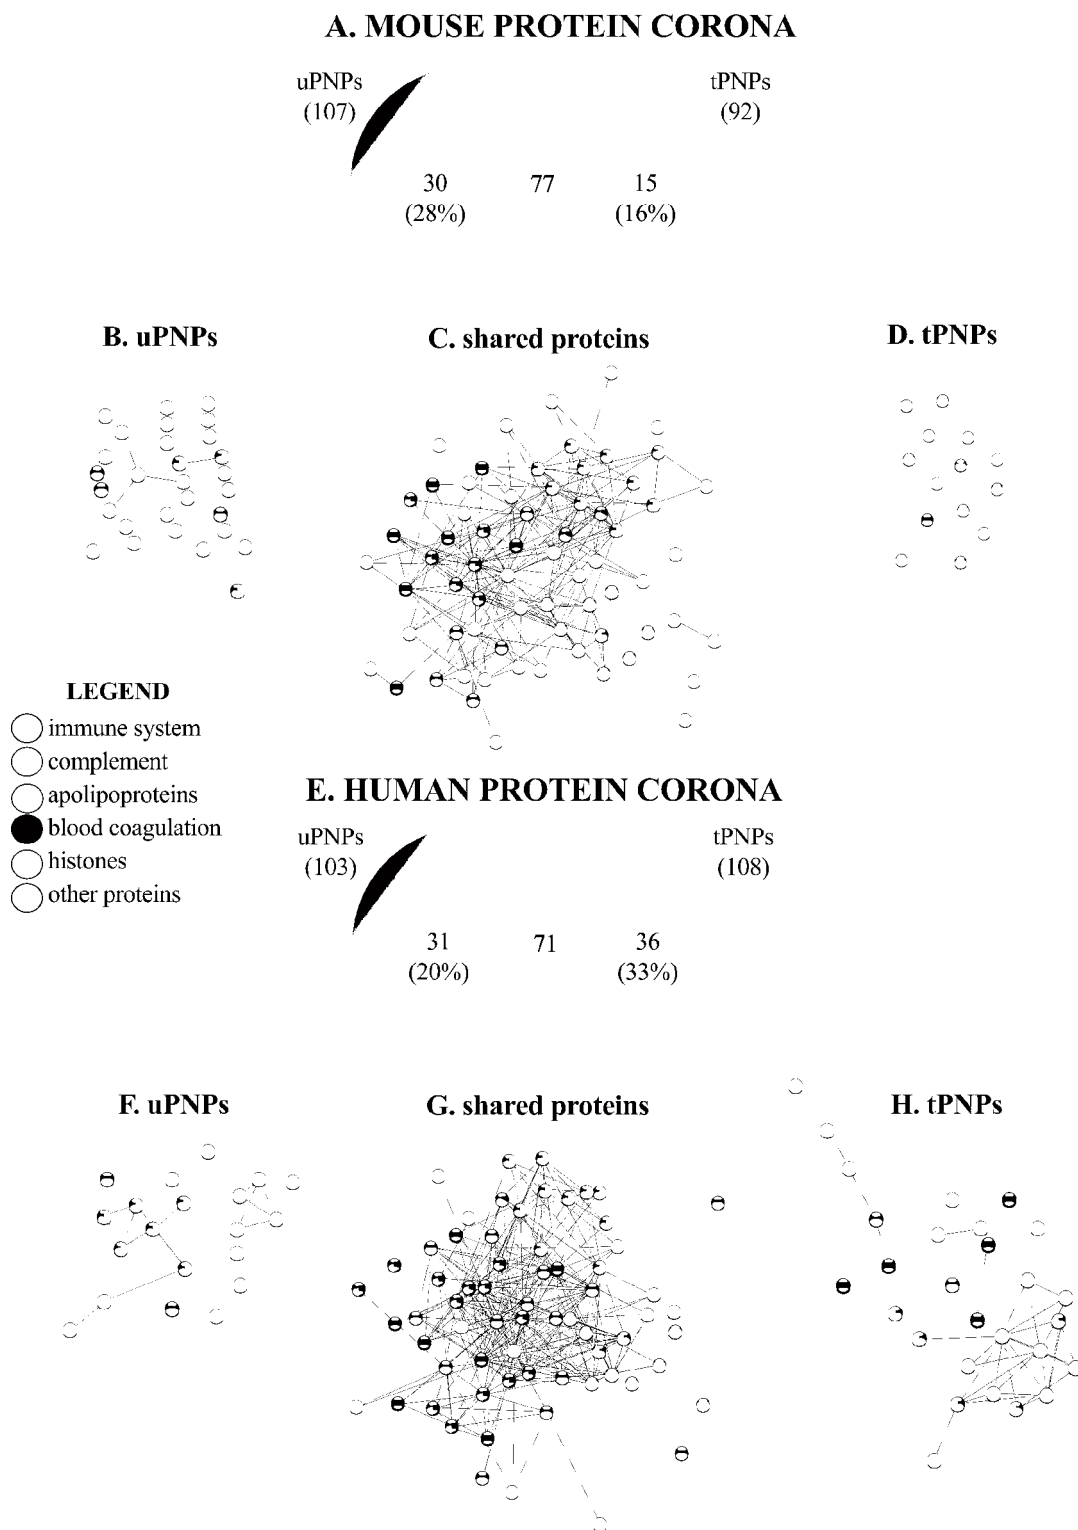 A. MOUSE PROTEIN CORONA
uPNPs
(107)
tPNPs
(92)
30
(28%)
77
15
(16%)
B. uPNPs
C. shared proteins
D. tPNPs
LEGEND
immune system
complement
apolipoproteins
blood coagulation
histones
other proteins
E. HUMAN PROTEIN CORONA
uPNPs
(103)
tPNPs
(108)
31
(20%)
71
36
(33%)
F. uPNPs
G. shared proteins
H. tPNPs